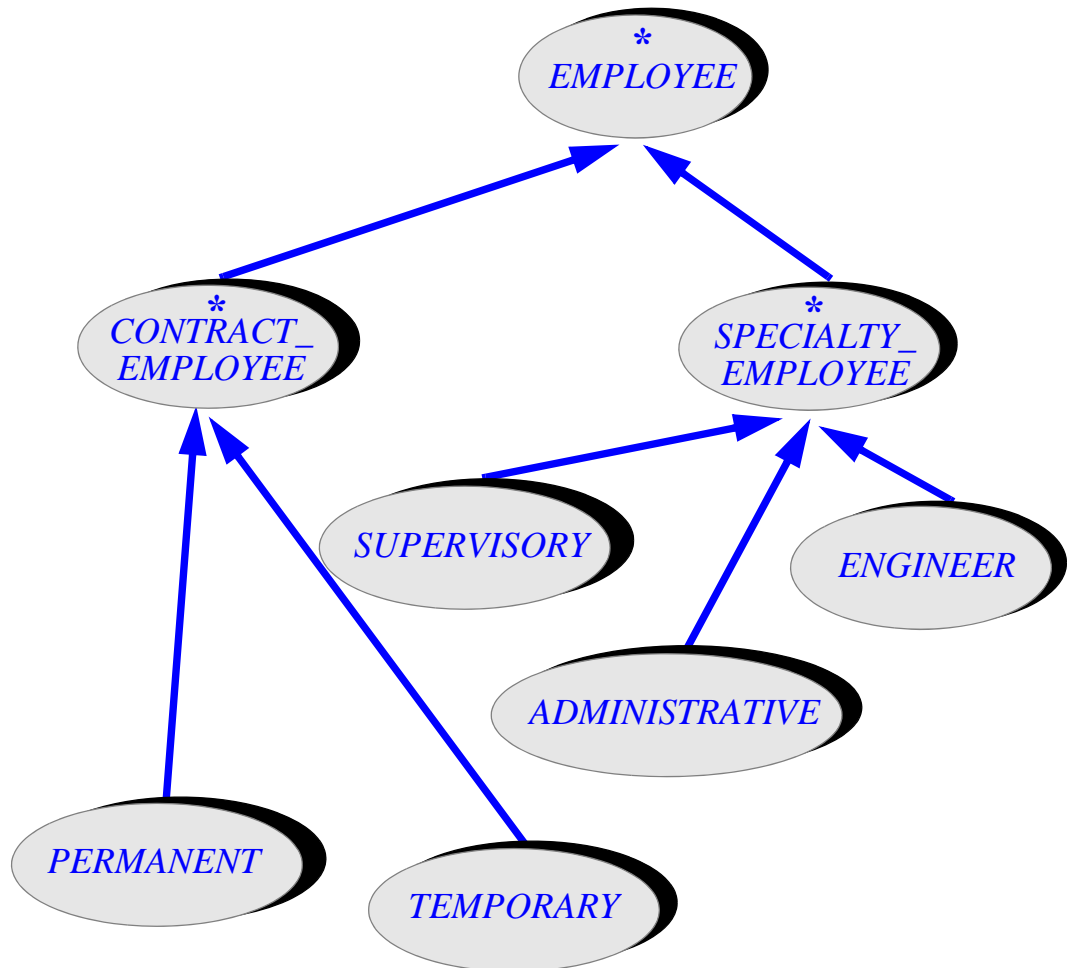 *
EMPLOYEE
*
CONTRACT_
EMPLOYEE
*
SPECIALTY_
EMPLOYEE
SUPERVISORY
ENGINEER
ADMINISTRATIVE
PERMANENT
TEMPORARY